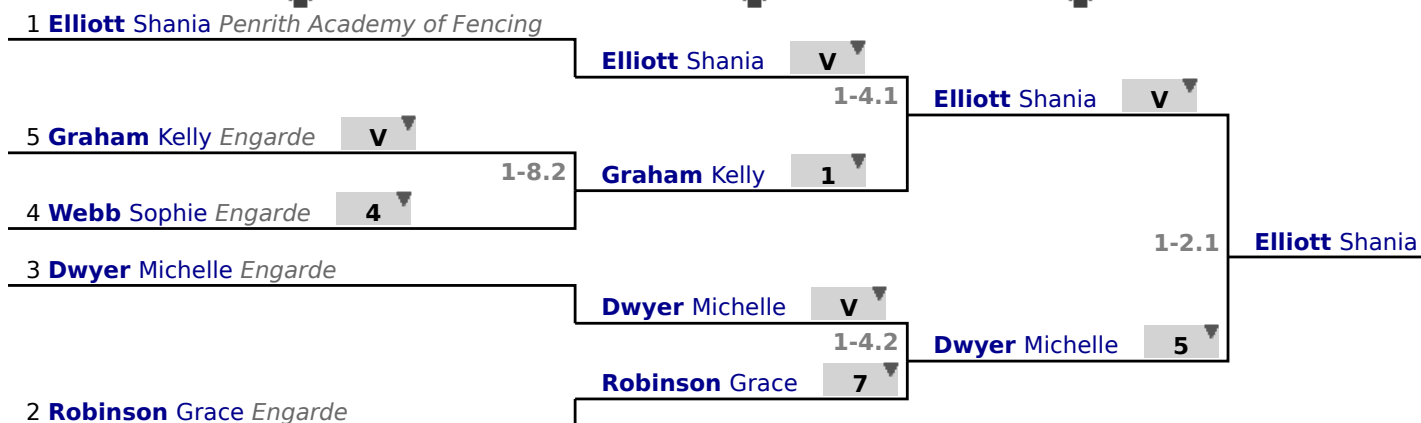 1 Elliott Shania Penrith Academy of Fencing
Elliott Shania V
1-4.1
Elliott Shania V
5 Graham Kelly Engarde V
1-8.2
Graham Kelly 1
4 Webb Sophie Engarde 4
1-2.1
Elliott Shania
3 Dwyer Michelle Engarde
Dwyer Michelle V
1-4.2
Dwyer Michelle 5
Robinson Grace 7
2 Robinson Grace Engarde